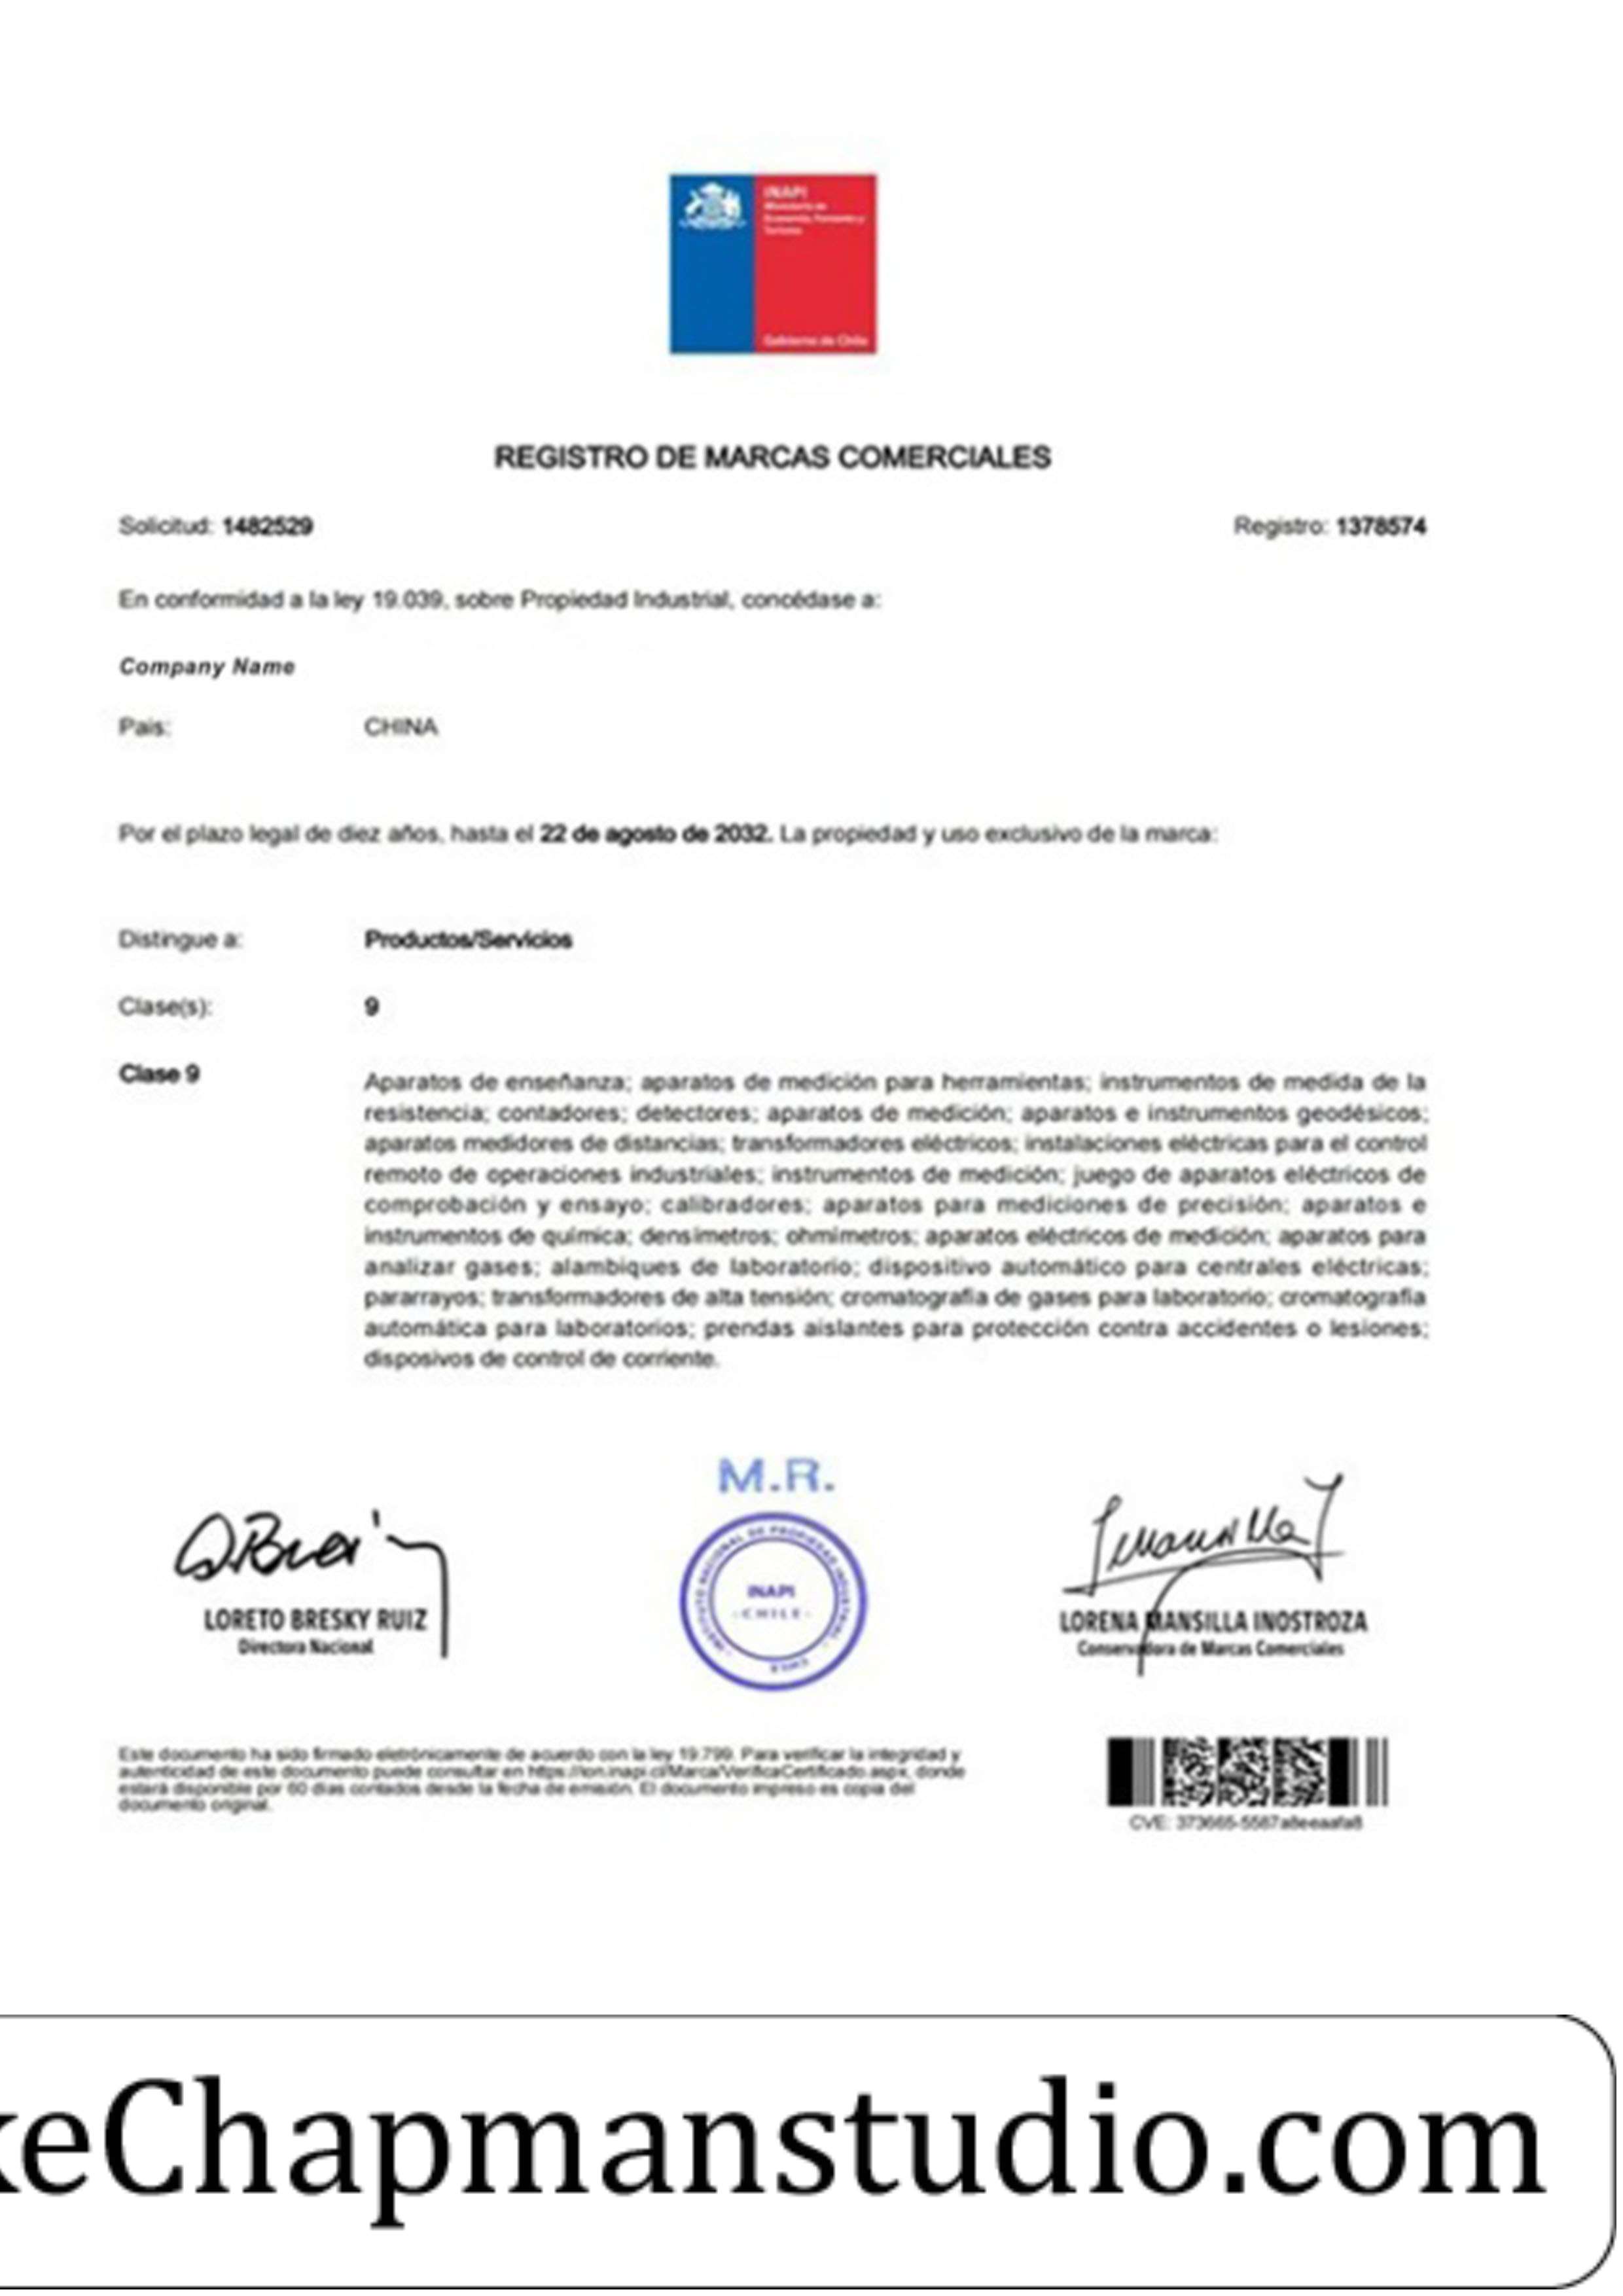 INAPI
Ministerio de
Economía, Fomento y
Turismo
Gobierno de Chile
REGISTRO DE MARCAS COMERCIALES
Solicitud: 1482529
Registro: 1378574
En conformidad a la ley 19.039, sobre Propiedad Industrial, concédase a:
Company Name
Pais:
CHINA
Por el plazo legal de diez años, hasta el 22 de agosto de 2032. La propiedad y uso exclusivo de la marca:
Distingue a:
Productos/Servicios
Clase(s):
9
Clase 9
Aparatos de enseñanza; aparatos de medición para herramientas; instrumentos de medida de la
resistencia; contadores; detectores; aparatos de medición; aparatos e instrumentos geodésicos;
aparatos medidores de distancias; transformadores eléctricos; instalaciones eléctricas para el control
remoto de operaciones industriales; instrumentos de medición; juego de aparatos eléctricos de
comprobación y ensayo; calibradores; aparatos para mediciones de precisión; aparatos e
instrumentos de química; densímetros; ohmímetros; aparatos eléctricos de medición; aparatos para
analizar gases; alambiques de laboratorio; dispositivo automático para centrales eléctricas;
pararrayos; transformadores de alta tensión; cromatografía de gases para laboratorio; cromatografía
automática para laboratorios; prendas aislantes para protección contra accidentes o lesiones;
disposivos de control de corriente.
M.R.
INSTITUTO NACIONAL DE PROPIEDAD INDUSTRIAL
INAPI
- CHILE -
CHILE
LORETO BRESKY RUIZ
Directora Nacional
LORENA MANSILLA INOSTROZA
Conservadora de Marcas Comerciales
Este documento ha sido firmado eletrónicamente de acuerdo con la ley 19.799. Para verificar la integridad y
autenticidad de este documento puede consultar en https://ion.inapi.cl/Marca/VerificaCertificado.aspx, donde
estará disponible por 60 días contados desde la fecha de emisión. El documento impreso es copia del
documento original.
CVE: 373665-5587a8eeaafa8
keChapmanstudio.com